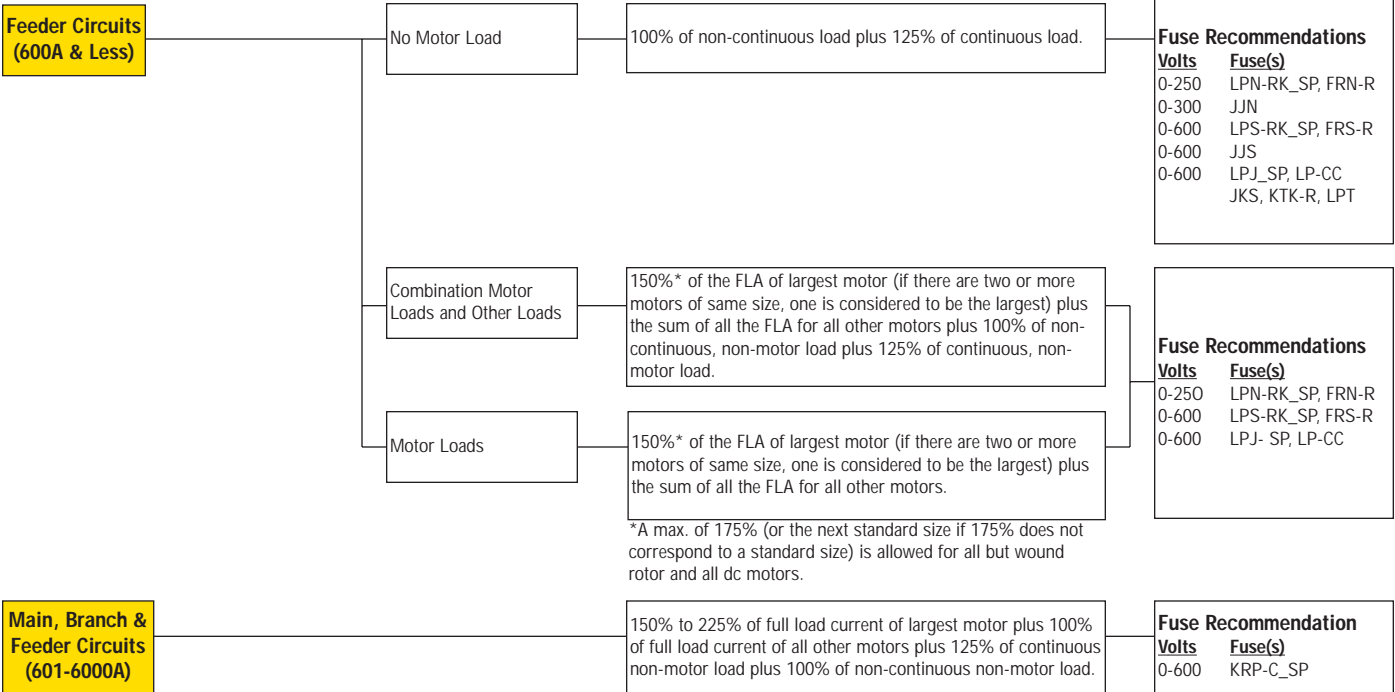 Feeder Circuits
(600A & Less)
No Motor Load
100% of non-continuous load plus 125% of continuous load.
Fuse Recommendations
Volts Fuse(s)
0-250 LPN-RK_SP, FRN-R
0-300 JJN
0-600 LPS-RK_SP, FRS-R
0-600 JJS
0-600 LPJ_SP, LP-CC
JKS, KTK-R, LPT
Combination Motor
Loads and Other Loads
150%* of the FLA of largest motor (if there are two or more
motors of same size, one is considered to be the largest) plus
the sum of all the FLA for all other motors plus 100% of non-
continuous, non-motor load plus 125% of continuous, non-
motor load.
Fuse Recommendations
Volts Fuse(s)
0-25O LPN-RK_SP, FRN-R
0-600 LPS-RK_SP, FRS-R
0-600 LPJ- SP, LP-CC
Motor Loads
150%* of the FLA of largest motor (if there are two or more
motors of same size, one is considered to be the largest) plus
the sum of all the FLA for all other motors.
*A max. of 175% (or the next standard size if 175% does not
correspond to a standard size) is allowed for all but wound
rotor and all dc motors.
Main, Branch &
Feeder Circuits
(601-6000A)
150% to 225% of full load current of largest motor plus 100%
of full load current of all other motors plus 125% of continuous
non-motor load plus 100% of non-continuous non-motor load.
Fuse Recommendation
Volts Fuse(s)
0-600 KRP-C_SP